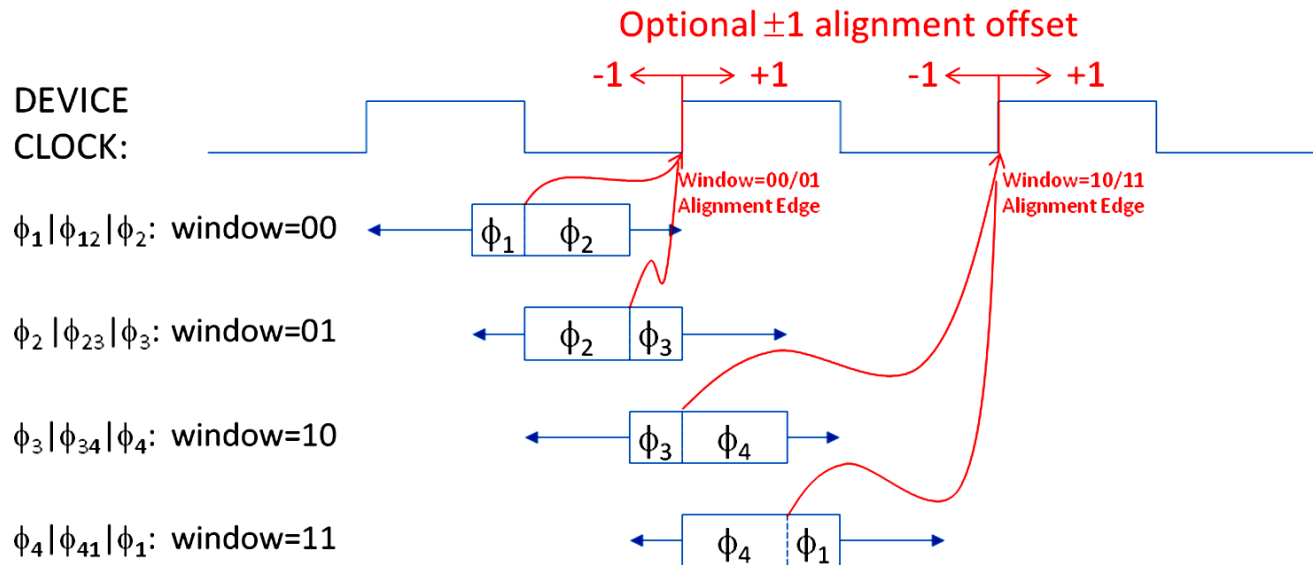 Optional ±1 alignment offset
-1 +1 -1 +1
DEVICE
CLOCK:
Window=00/01 Window=10/11
Alignment Edge Alignment Edge
ϕ₁|ϕ₁₂|ϕ₂: window=00 ϕ₁ ϕ₂
ϕ₂|ϕ₂₃|ϕ₃: window=01 ϕ₂ ϕ₃
ϕ₃|ϕ₃₄|ϕ₄: window=10 ϕ₃ ϕ₄
ϕ₄|ϕ₄₁|ϕ₁: window=11 ϕ₄ ϕ₁